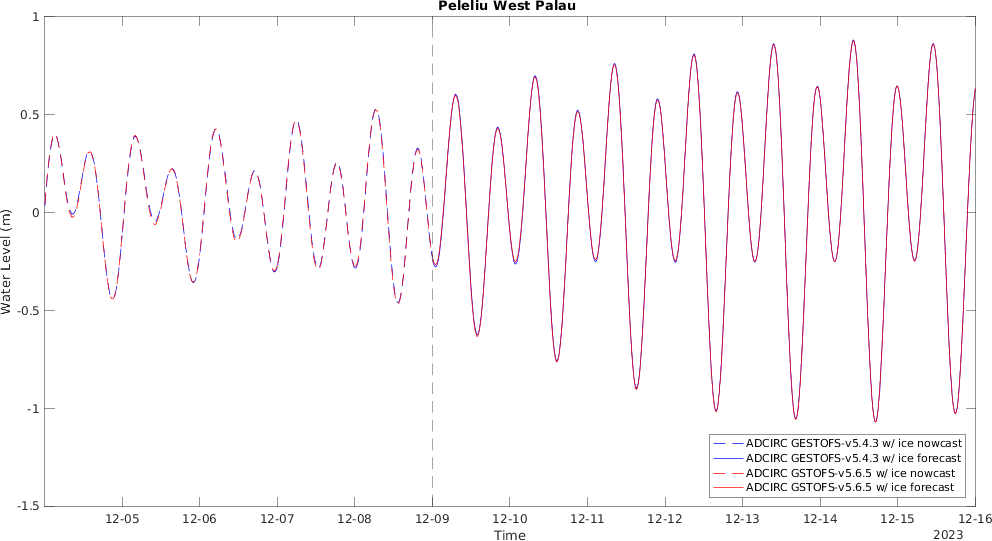 Peleliu West Palau
1
0.5
0
-0.5
-1
-1.5
Water Level (m)
ADCIRC GESTOFS-v5.4.3 w/ ice nowcast
ADCIRC GESTOFS-v5.4.3 w/ ice forecast
ADCIRC GSTOFS-v5.6.5 w/ ice nowcast
ADCIRC GSTOFS-v5.6.5 w/ ice forecast
12-05 12-06 12-07 12-08 12-09 12-10 12-11 12-12 12-13 12-14 12-15 12-16
Time
2023